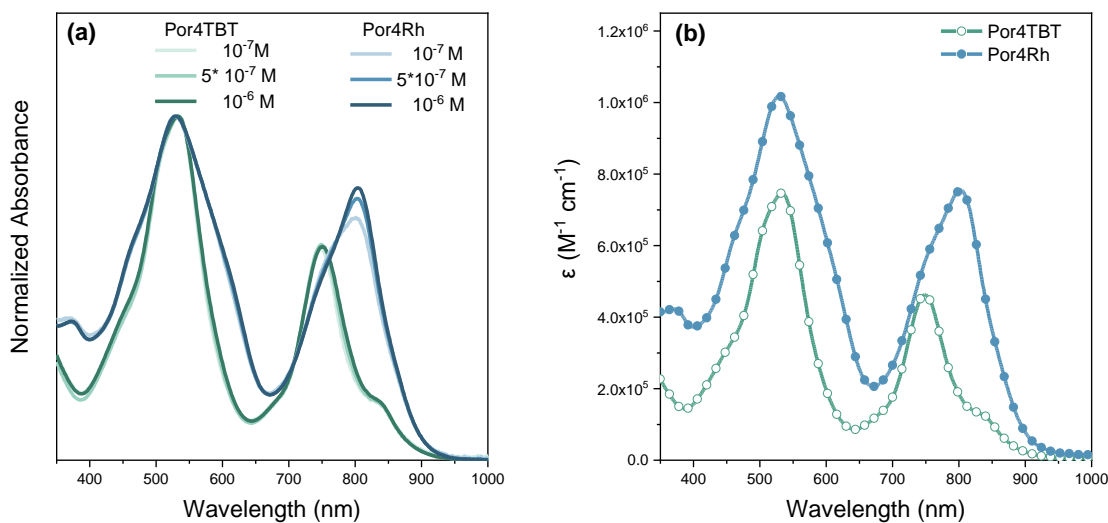 (a)
Por4TBT
10⁻⁷M
5* 10⁻⁷ M
10⁻⁶ M
Por4Rh
10⁻⁷ M
5*10⁻⁷ M
10⁻⁶ M
Normalized Absorbance
400 500 600 700 800 900 1000
Wavelength (nm)
(b)
Por4TBT
Por4Rh
ε (M⁻¹ cm⁻¹)
1.2x10⁶
1.0x10⁶
8.0x10⁵
6.0x10⁵
4.0x10⁵
2.0x10⁵
0.0
400 500 600 700 800 900 1000
Wavelength (nm)